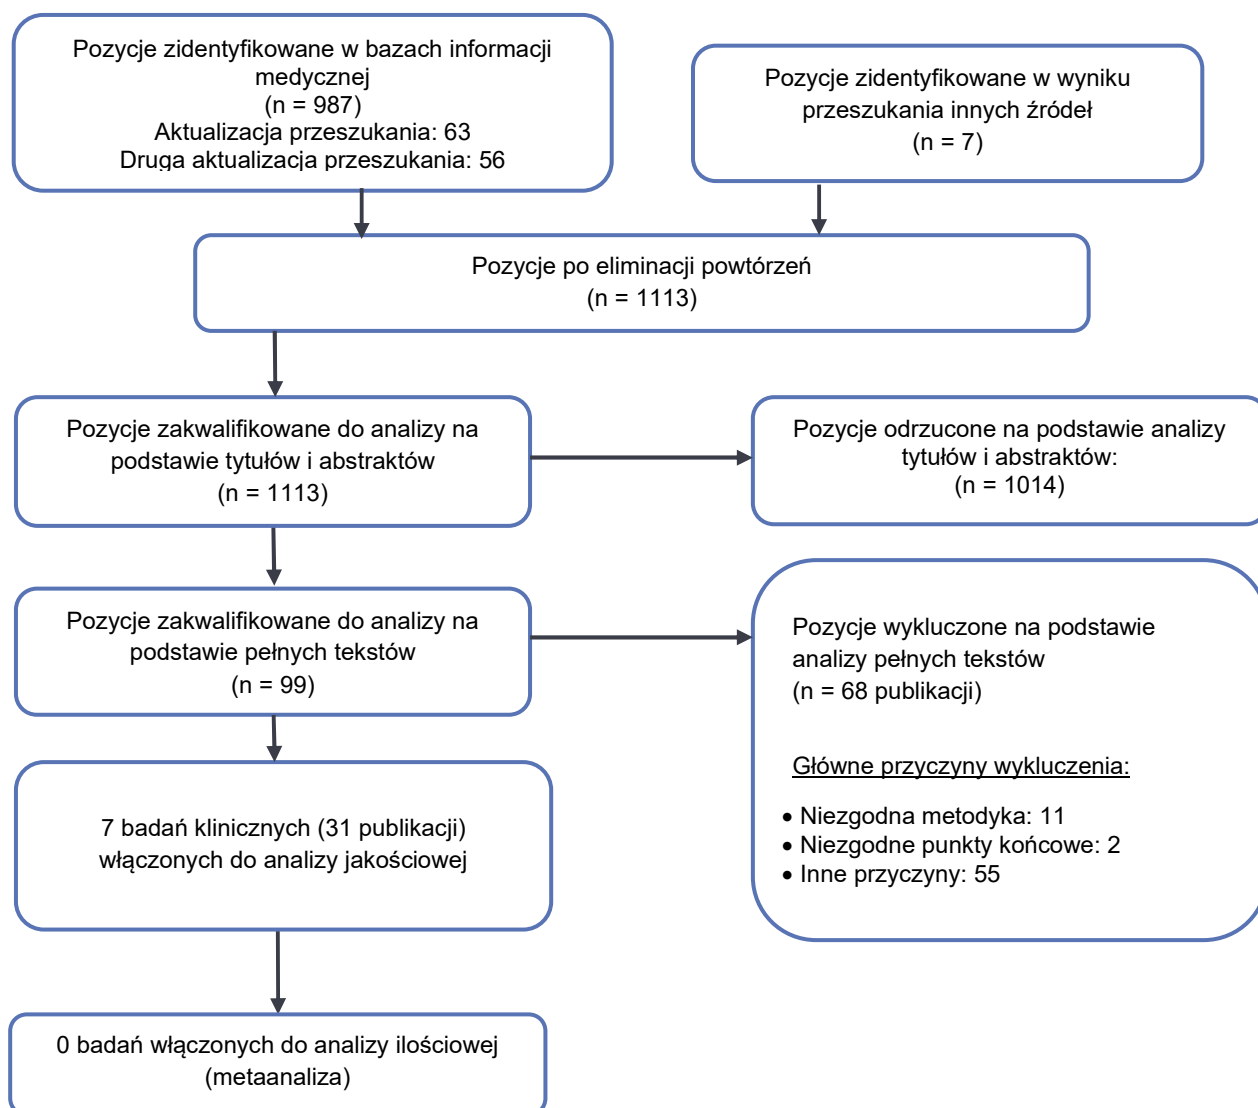 Pozycje zidentyfikowane w bazach informacji
medycznej
(n = 987)
Aktualizacja przeszukania: 63
Druga aktualizacja przeszukania: 56
Pozycje zidentyfikowane w wyniku
przeszukania innych źródeł
(n = 7)
Pozycje po eliminacji powtórzeń
(n = 1113)
Pozycje zakwalifikowane do analizy na
podstawie tytułów i abstraktów
(n = 1113)
Pozycje odrzucone na podstawie analizy
tytułów i abstraktów:
(n = 1014)
Pozycje zakwalifikowane do analizy na
podstawie pełnych tekstów
(n = 99)
Pozycje wykluczone na podstawie
analizy pełnych tekstów
(n = 68 publikacji)
Główne przyczyny wykluczenia:
• Niezgodna metodyka: 11
• Niezgodne punkty końcowe: 2
• Inne przyczyny: 55
7 badań klinicznych (31 publikacji)
włączonych do analizy jakościowej
0 badań włączonych do analizy ilościowej
(metaanaliza)